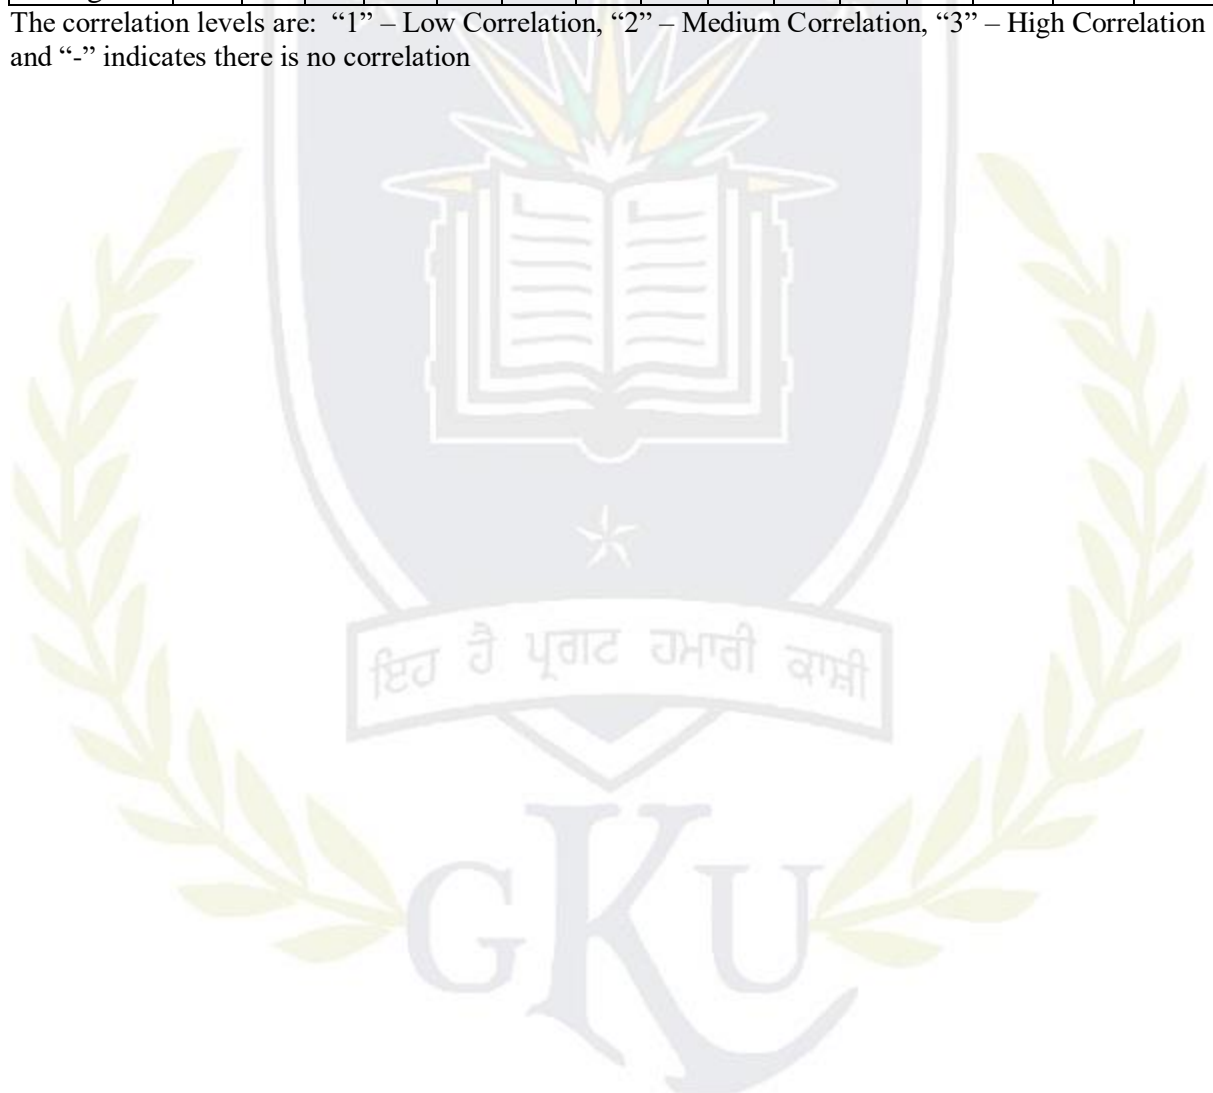 The correlation levels are: “1” – Low Correlation, “2” – Medium Correlation, “3” – High Correlation
and “-” indicates there is no correlation
ਇਹ ਹੈ ਪ੍ਰਗਟ ਹਮਾਰੀ ਕਾਸ਼ੀ
GKU